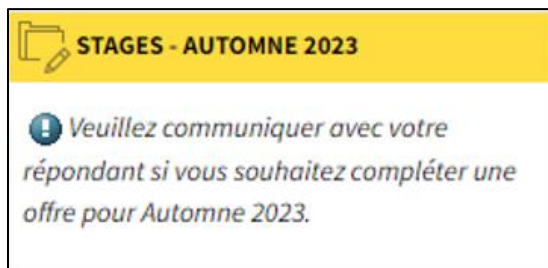 STAGES - AUTOMNE 2023
Veuillez communiquer avec votre
répondant si vous souhaitez compléter une
offre pour Automne 2023.